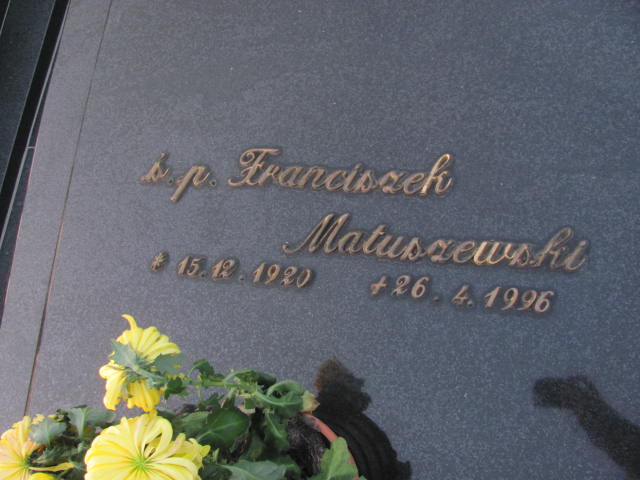 ś.p. Franciszek
Matuszewski
* 15.12.1920 +26.4.1996